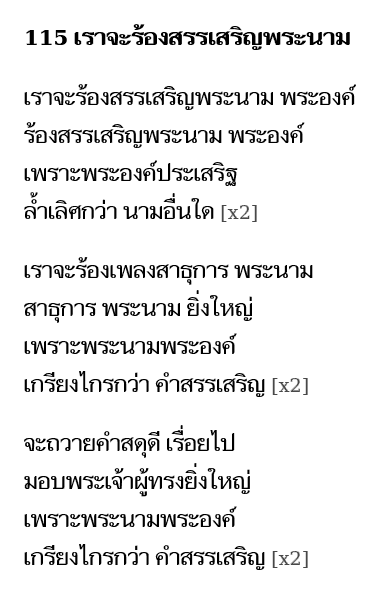 115 เราจะร้องสรรเสริญพระนาม
เราจะร้องสรรเสริญพระนาม พระองค์
ร้องสรรเสริญพระนาม พระองค์
เพราะพระองค์ประเสริฐ
ล้ำเลิศกว่า นามอื่นใด [x2]
เราจะร้องเพลงสาธุการ พระนาม
สาธุการ พระนาม ยิ่งใหญ่
เพราะพระนามพระองค์
เกรียงไกรกว่า คำสรรเสริญ [x2]
จะถวายคำสดุดี เรื่อยไป
มอบพระเจ้าผู้ทรงยิ่งใหญ่
เพราะพระนามพระองค์
เกรียงไกรกว่า คำสรรเสริญ [x2]